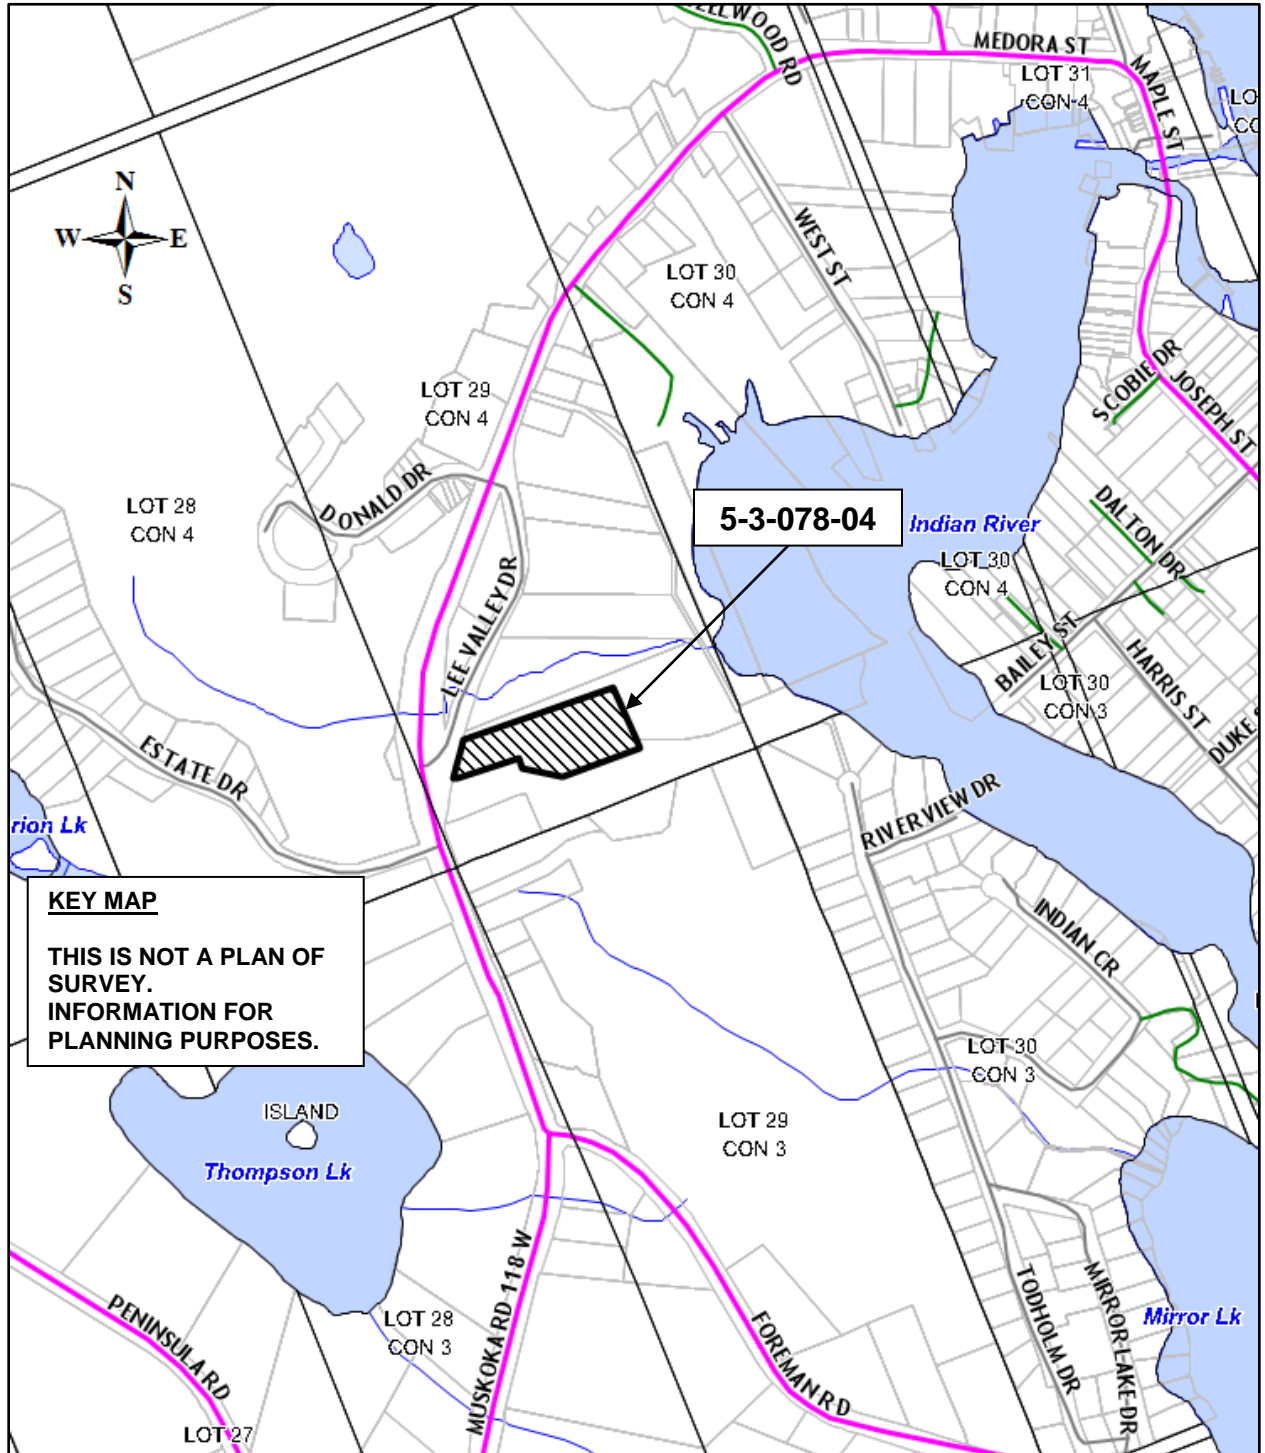 MEDORA ST
LOT 31
CON 4
MAPLE ST
N
W E
S
LOT 30
CON 4
WEST ST
LOT 29
CON 4
SCOBIE DR
JOSEPH ST
DONALD DR
LOT 28
CON 4
5-3-078-04
Indian River
DALTON DR
LOT 30
CON 4
LEE VALLEY DR
BAILEY ST
HARRIS ST
LOT 30
CON 3
ESTATE DR
RIVERVIEW DR
rion Lk
KEY MAP
THIS IS NOT A PLAN OF
SURVEY.
INFORMATION FOR
PLANNING PURPOSES.
INDIAN CR
LOT 30
CON 3
ISLAND
LOT 29
CON 3
Thompson Lk
MUSKOKA RD 118 W
PENINSULA RD
LOT 28
CON 3
FOREMAN RD
TODHOLM DR
MIRROR LAKE DR
Mirror Lk
LOT 27